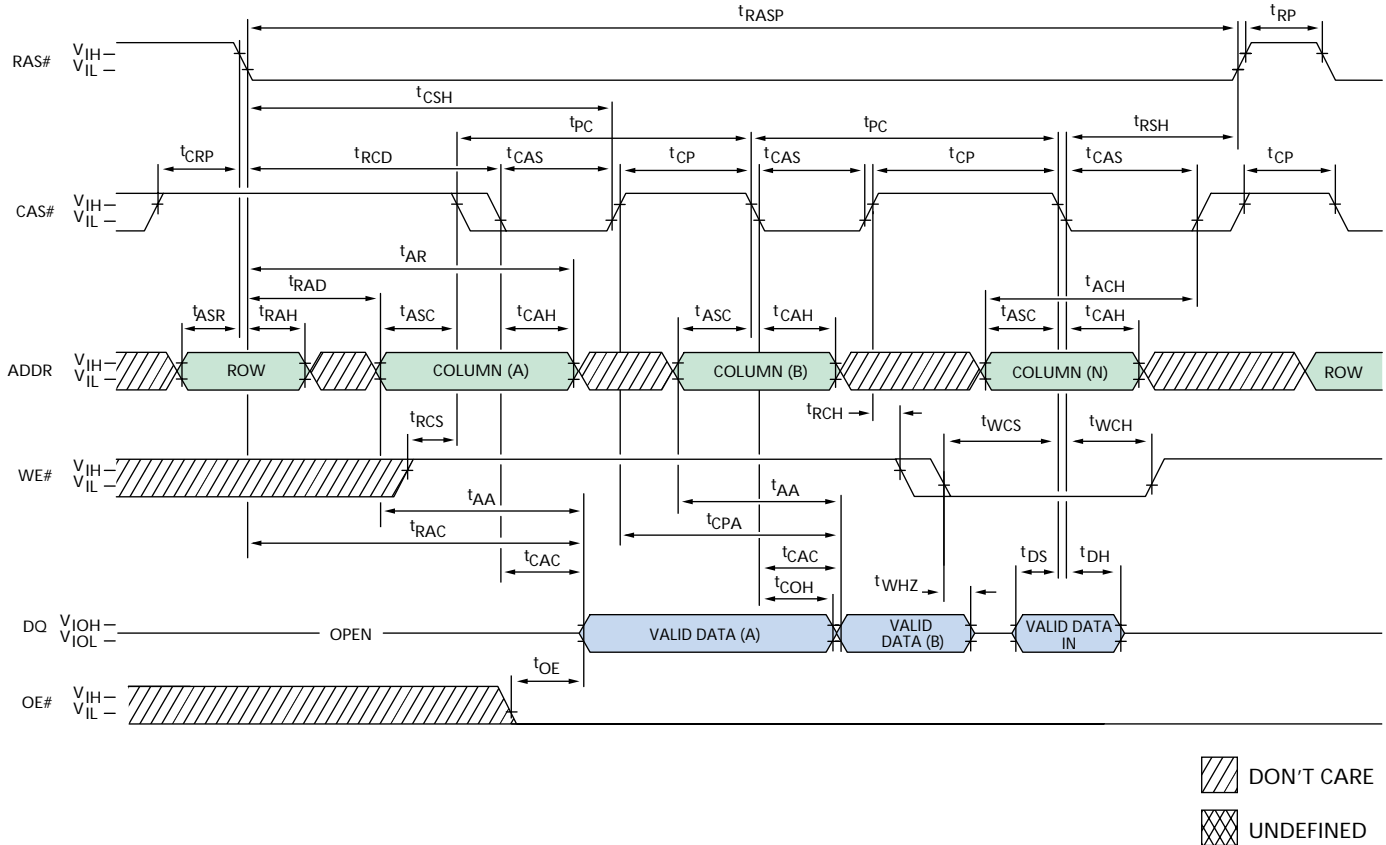 tRASP
tRP
RAS#
VIH
VIL
tCSH
tPC
tPC
tRSH
tCRP
tRCD
tCAS
tCP
tCAS
tCP
tCAS
tCP
CAS#
VIH
VIL
tAR
tRAD
tACH
tASR
tRAH
tASC
tCAH
tASC
tCAH
tASC
tCAH
ADDR
VIH
VIL
ROW
COLUMN (A)
COLUMN (B)
COLUMN (N)
ROW
tRCH
tRCS
tWCS
tWCH
WE#
VIH
VIL
tAA
tAA
tRAC
tCPA
tCAC
tCAC
tDS
tDH
tCOH
tWHZ
DQ
VIOH
VIOL
OPEN
VALID DATA (A)
VALID
DATA (B)
VALID DATA
IN
tOE
OE#
VIH
VIL
DON'T CARE
UNDEFINED